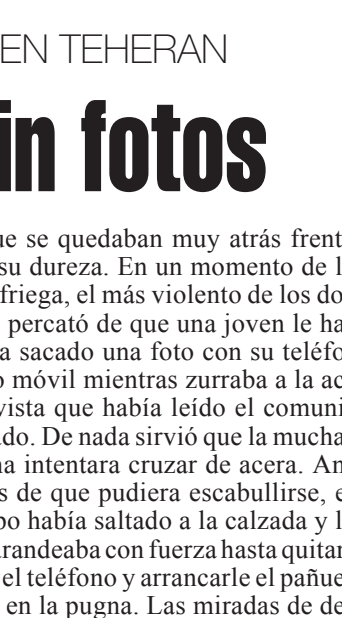 EN TEHERAN
in fotos
ue se quedaban muy atrás frent
su dureza. En un momento de l
friega, el más violento de los do
percató de que una joven le ha
a sacado una foto con su teléfo
o móvil mientras zurraba a la ac
vista que había leído el comuni
do. De nada sirvió que la mucha
a intentara cruzar de acera. An
s de que pudiera escabullirse, e
po había saltado a la calzada y l
arandeaba con fuerza hasta quitar
el teléfono y arrancarle el pañue
en la pugna. Las miradas de de